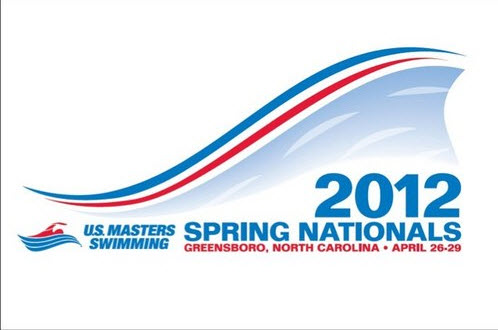 2012
U.S. MASTERS
SWIMMING
SPRING NATIONALS
GREENSBORO, NORTH CAROLINA • APRIL 26-29